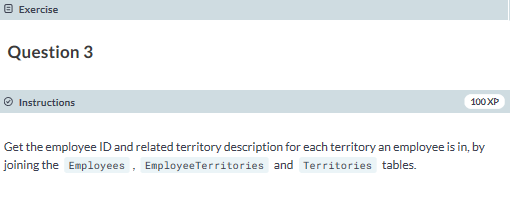 Exercise
Question 3
Instructions
100 XP
Get the employee ID and related territory description for each territory an employee is in, by
joining the Employees , EmployeeTerritories and Territories tables.